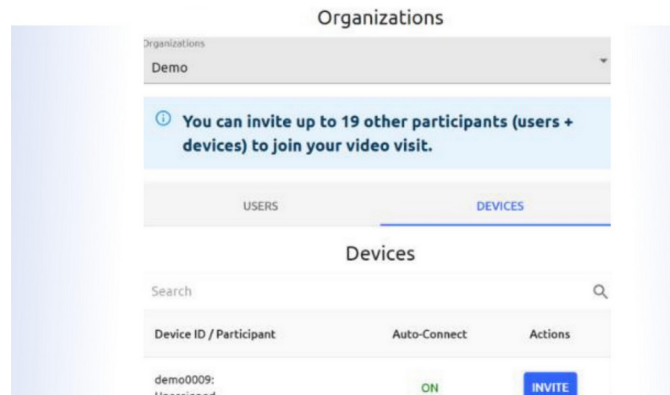 Organizations
Organizations
Demo
You can invite up to 19 other participants (users +
devices) to join your video visit.
USERS
DEVICES
Devices
Search
Device ID / Participant
Auto-Connect
Actions
demo0009:
ON
INVITE